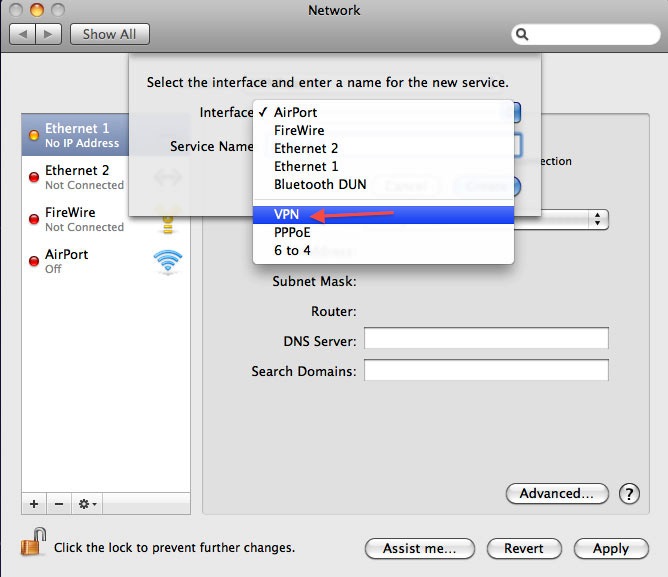 Network
Show All
Select the interface and enter a name for the new service.
Interface
✓ AirPort
FireWire
Ethernet 2
Ethernet 1
Bluetooth DUN
VPN
PPPoE
6 to 4
Service Name
Cancel
Create
Ethernet 1
No IP Address
Ethernet 2
Not Connected
FireWire
Not Connected
AirPort
Off
Subnet Mask:
Router:
DNS Server:
Search Domains:
Advanced...
?
+ −
Click the lock to prevent further changes.
Assist me...
Revert
Apply